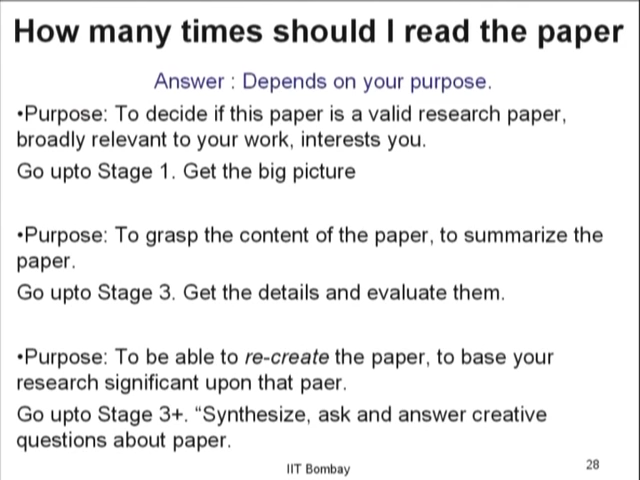 How many times should I read the paper
Answer : Depends on your purpose.
•Purpose: To decide if this paper is a valid research paper,
broadly relevant to your work, interests you.
Go upto Stage 1. Get the big picture
•Purpose: To grasp the content of the paper, to summarize the
paper.
Go upto Stage 3. Get the details and evaluate them.
•Purpose: To be able to re-create the paper, to base your
research significant upon that paer.
Go upto Stage 3+. “Synthesize, ask and answer creative
questions about paper.
IIT Bombay
28